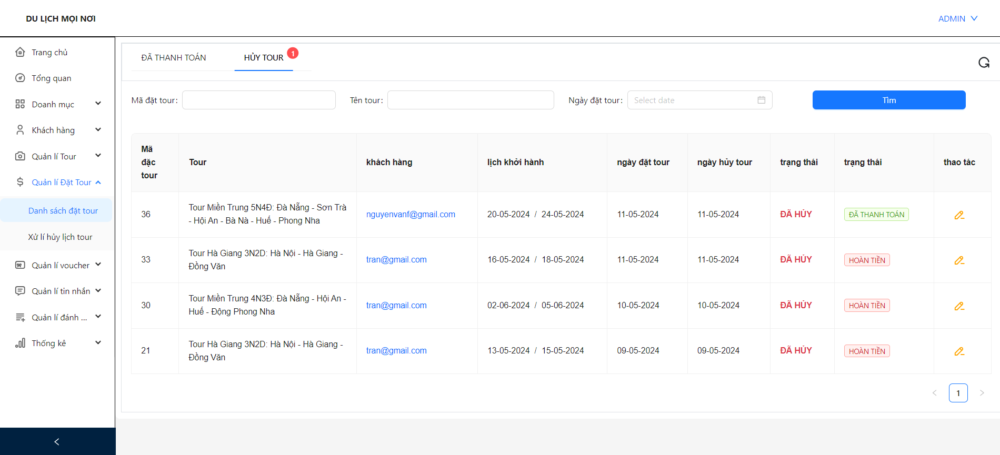 DU LỊCH MỌI NƠI
ADMIN
Trang chủ
Tổng quan
Doanh mục
Khách hàng
Quản lí Tour
Quản lí Đặt Tour
Danh sách đặt tour
Xử lí hủy lịch tour
Quản lí voucher
Quản lí tin nhắn
Quản lí đánh ...
Thống kê
ĐÃ THANH TOÁN
HỦY TOUR
1
Mã đặt tour:
Tên tour:
Ngày đặt tour:
Select date
Tìm
Mã
đặc
tour
Tour
khách hàng
lịch khởi hành
ngày đặt tour
ngày hủy tour
trạng thái
trạng thái
thao tác
36
Tour Miền Trung 5N4Đ: Đà Nẵng - Sơn Trà
- Hội An - Bà Nà - Huế - Phong Nha
nguyenvanf@gmail.com
20-05-2024 / 24-05-2024
11-05-2024
11-05-2024
ĐÃ HỦY
ĐÃ THANH TOÁN
33
Tour Hà Giang 3N2D: Hà Nội - Hà Giang -
Đồng Văn
tran@gmail.com
16-05-2024 / 18-05-2024
11-05-2024
11-05-2024
ĐÃ HỦY
HOÀN TIỀN
30
Tour Miền Trung 4N3Đ: Đà Nẵng - Hội An -
Huế - Động Phong Nha
tran@gmail.com
02-06-2024 / 05-06-2024
10-05-2024
10-05-2024
ĐÃ HỦY
HOÀN TIỀN
21
Tour Hà Giang 3N2D: Hà Nội - Hà Giang -
Đồng Văn
tran@gmail.com
13-05-2024 / 15-05-2024
09-05-2024
09-05-2024
ĐÃ HỦY
HOÀN TIỀN
1